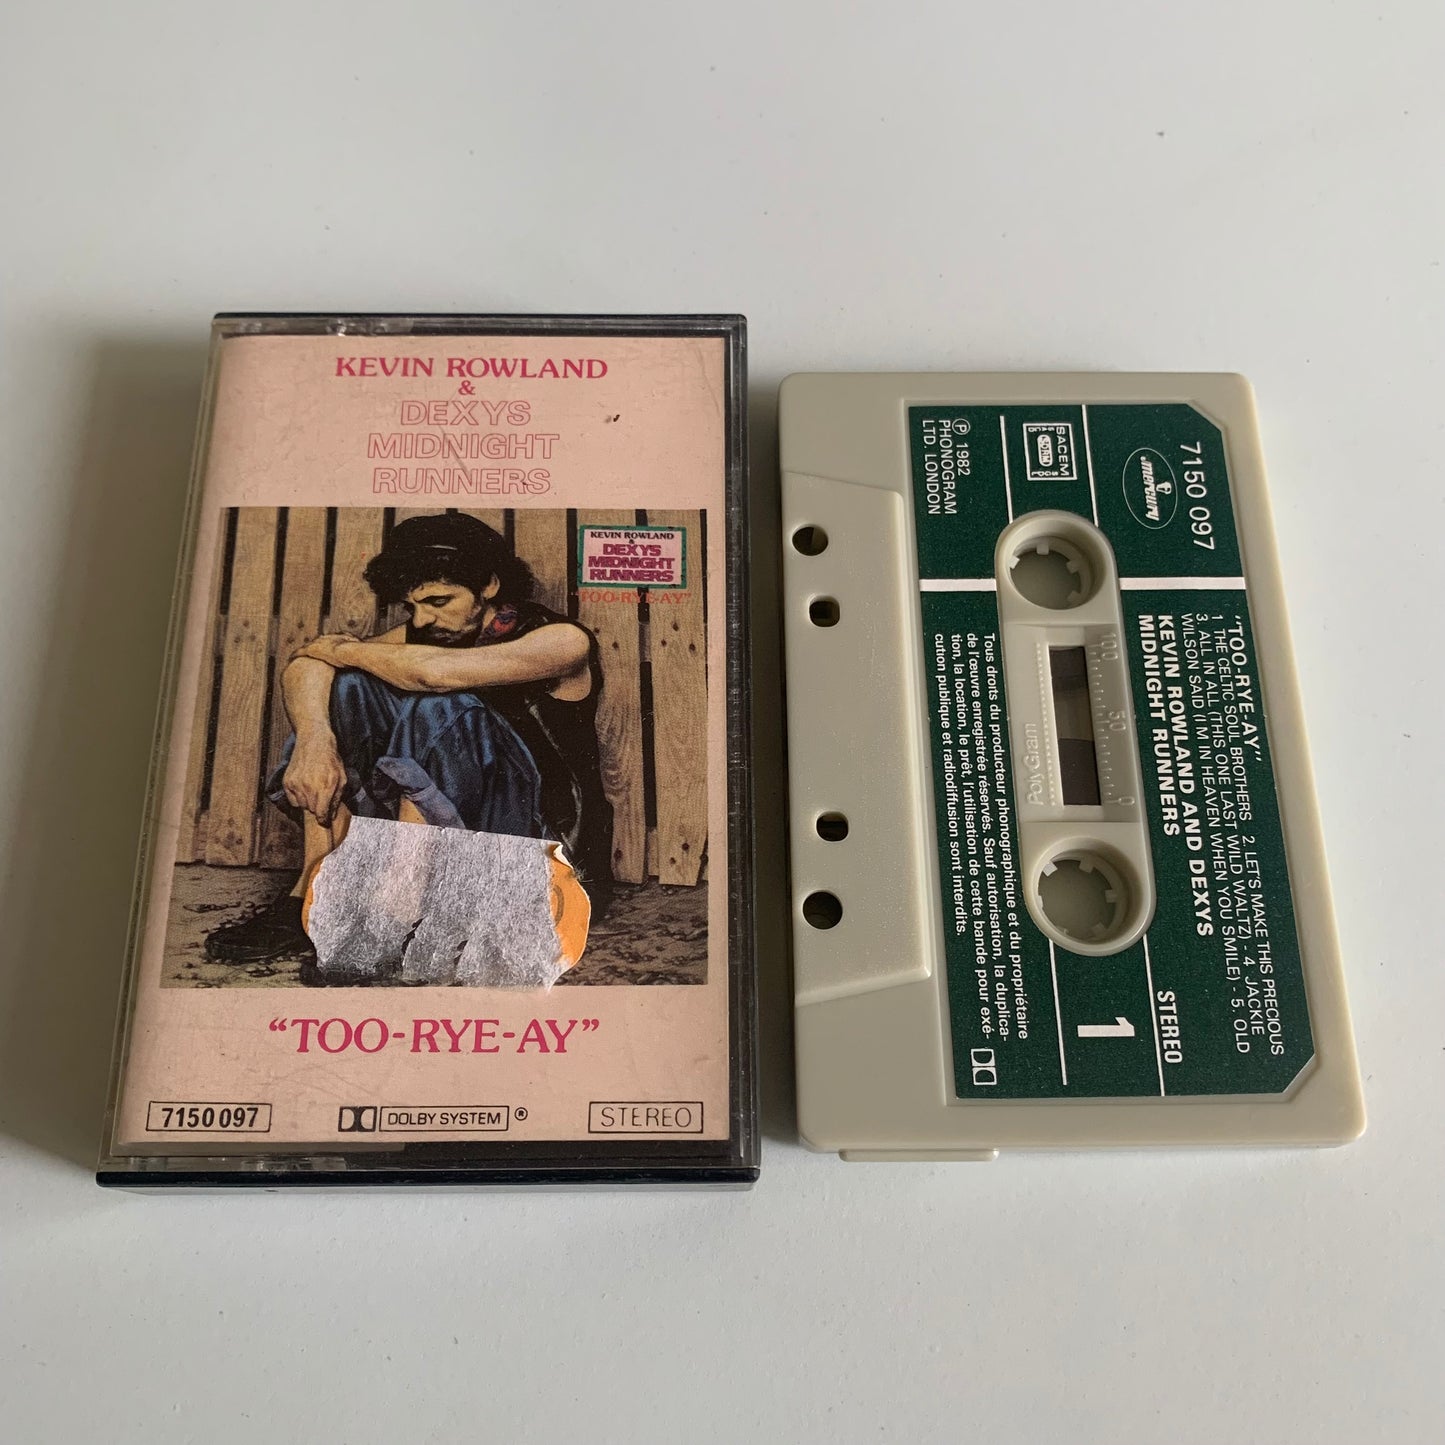 KEVIN ROWLAND
&
DEXYS
MIDNIGHT
RUNNERS
KEVIN ROWLAND
&
DEXYS
MIDNIGHT
RUNNERS
"TOO-RYE-AY"
“TOO-RYE-AY”
7150097
DOLBY SYSTEM ®
STEREO
7150 097
mercury
SACEM
Ⓟ 1982
PHONOGRAM
LTD. LONDON
"TOO-RYE-AY"
1 THE CELTIC SOUL BROTHERS 2. LET'S MAKE THIS PRECIOUS
3. ALL IN ALL (THIS ONE LAST WILD WALTZ) - 4. JACKIE
WILSON SAID (I'M IN HEAVEN WHEN YOU SMILE) - 5. OLD
KEVIN ROWLAND AND DEXYS
MIDNIGHT RUNNERS
STEREO
1
100 50 0
PolyGram
Tous droits du producteur phonographique et du propriétaire
de l'œuvre enregistrée réservés. Sauf autorisation, la duplica-
tion, la location, le prêt, l'utilisation de cette bande pour exé-
cution publique et radiodiffusion sont interdits.